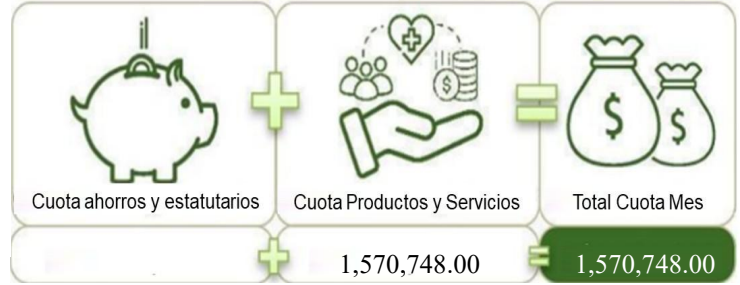 Cuota ahorros y estatutarios Cuota Productos y Servicios Total Cuota Mes
1,570,748.00 1,570,748.00